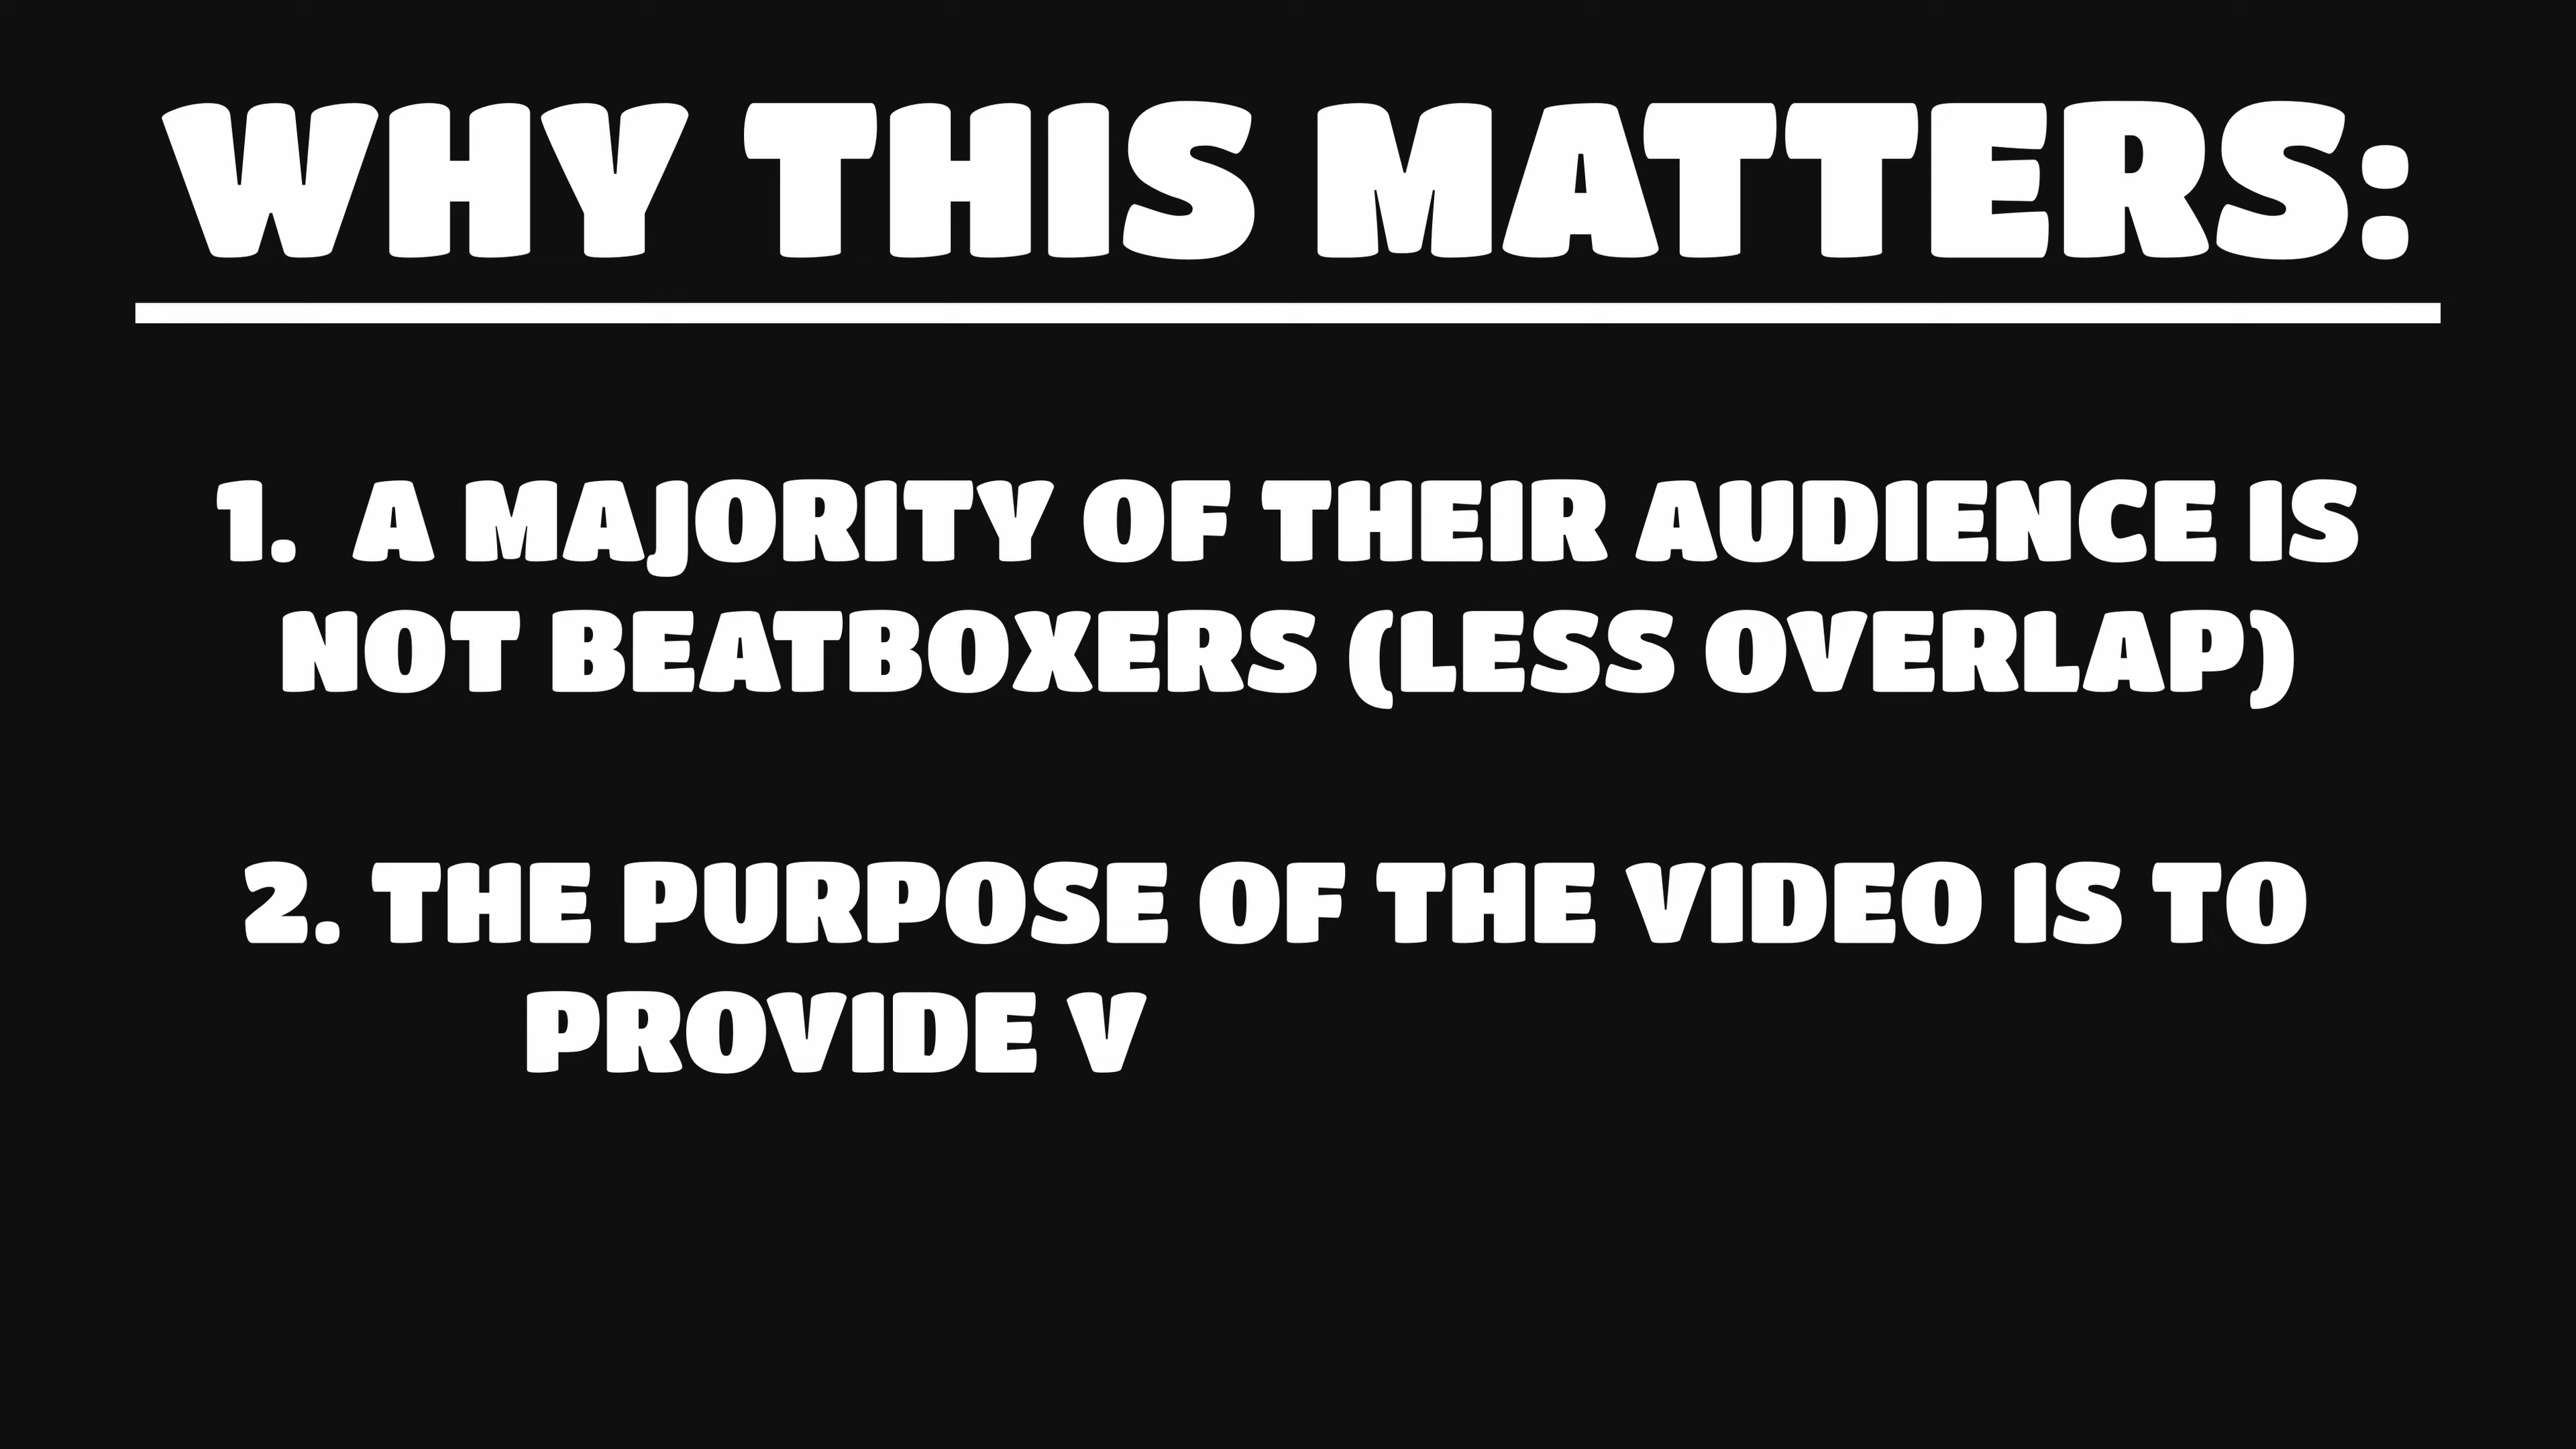 WHY THIS MATTERS:
1. A MAJORITY OF THEIR AUDIENCE IS
NOT BEATBOXERS (LESS OVERLAP)
2. THE PURPOSE OF THE VIDEO IS TO
PROVIDE V